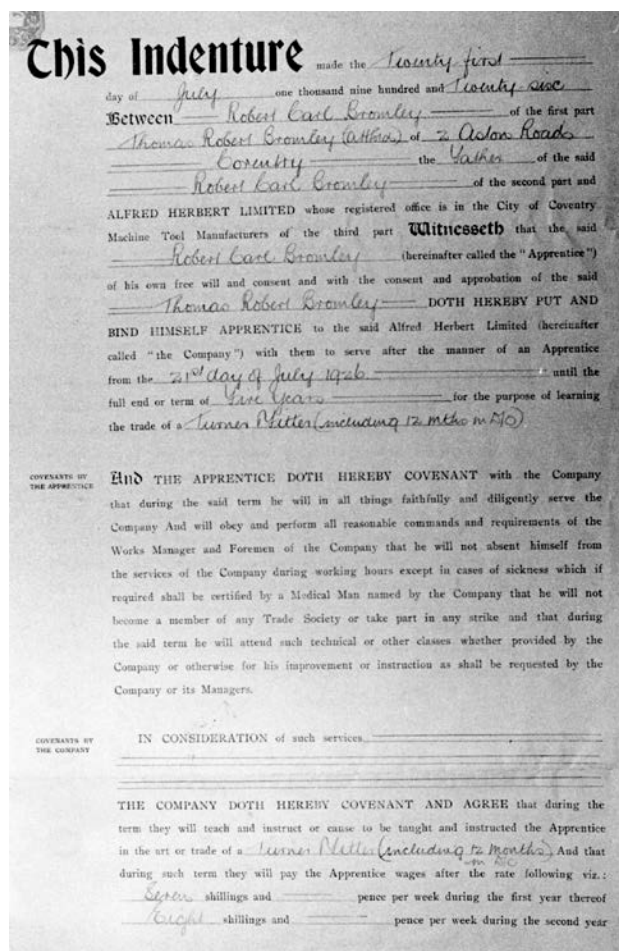 This Indenture made the Twenty first
day of July one thousand nine hundred and Twenty six
Between Robert Carl Bromley of the first part
Thomas Robert Bromley of 2 Aston Road
Coventry the Father of the said
Robert Carl Bromley of the second part and
ALFRED HERBERT LIMITED whose registered office is in the City of Coventry
Machine Tool Manufacturers of the third part Witnesseth that the said
Robert Carl Bromley (hereinafter called the "Apprentice")
of his own free will and consent and with the consent and approbation of the said
Thomas Robert Bromley DOTH HEREBY PUT AND
BIND HIMSELF APPRENTICE to the said Alfred Herbert Limited (hereinafter
called "the Company") with them to serve after the manner of an Apprentice
from the 21st day of July 1926 until the
full end or term of Five Years for the purpose of learning
the trade of a Turner Fitter (including 12 mths in D/O)
COVENANTS BY
THE APPRENTICE
And THE APPRENTICE DOTH HEREBY COVENANT with the Company
that during the said term he will in all things faithfully and diligently serve the
Company And will obey and perform all reasonable commands and requirements of the
Works Manager and Foremen of the Company that he will not absent himself from
the services of the Company during working hours except in cases of sickness which if
required shall be certified by a Medical Man named by the Company that he will not
become a member of any Trade Society or take part in any strike and that during
the said term he will attend such technical or other classes whether provided by the
Company or otherwise for his improvement or instruction as shall be requested by the
Company or its Managers.
COVENANTS BY
THE COMPANY
IN CONSIDERATION of such services
THE COMPANY DOTH HEREBY COVENANT AND AGREE that during the
term they will teach and instruct or cause to be taught and instructed the Apprentice
in the art or trade of a Turner Fitter (including 12 months) And that
during such term they will pay the Apprentice wages after the rate following viz.:
Seven shillings and pence per week during the first year thereof
Eight shillings and pence per week during the second year